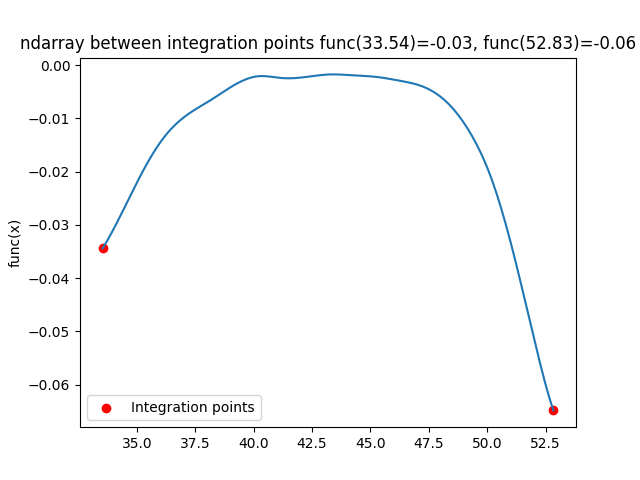 ndarray between integration points func(33.54)=-0.03, func(52.83)=-0.06
0.00
−0.01
−0.02
−0.03
−0.04
−0.05
−0.06
func(x)
Integration points
35.0 37.5 40.0 42.5 45.0 47.5 50.0 52.5